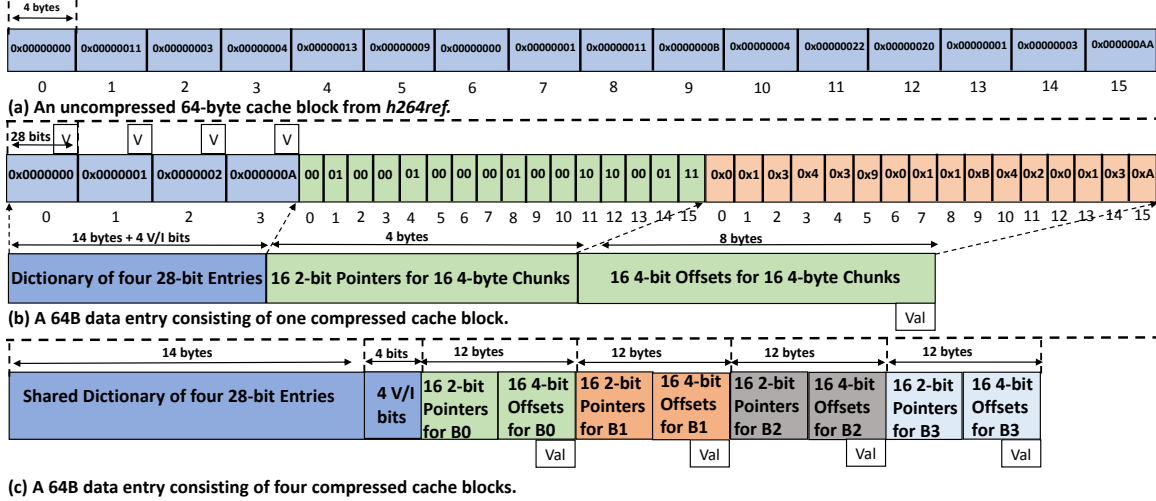 4 bytes
0x00000000 0x00000011 0x00000003 0x00000004 0x00000013 0x00000009 0x00000000 0x00000001 0x00000011 0x0000000B 0x00000004 0x00000022 0x00000020 0x00000001 0x00000003 0x000000AA
0 1 2 3 4 5 6 7 8 9 10 11 12 13 14 15
(a) An uncompressed 64-byte cache block from h264ref.
28 bits V V V V
0x0000000 0x0000001 0x0000002 0x000000A 00 01 00 00 01 00 00 00 01 00 00 10 10 00 01 11 0x0 0x1 0x3 0x4 0x3 0x9 0x0 0x1 0x1 0xB 0x4 0x2 0x0 0x1 0x3 0xA
0 1 2 3 0 1 2 3 4 5 6 7 8 9 10 11 12 13 14 15 0 1 2 3 4 5 6 7 8 9 10 11 12 13 14 15
14 bytes + 4 V/I bits 4 bytes 8 bytes
Dictionary of four 28-bit Entries 16 2-bit Pointers for 16 4-byte Chunks 16 4-bit Offsets for 16 4-byte Chunks
Val
(b) A 64B data entry consisting of one compressed cache block.
14 bytes 4 bits 12 bytes 12 bytes 12 bytes 12 bytes
Shared Dictionary of four 28-bit Entries 4 V/I bits 16 2-bit Pointers for B0 16 4-bit Offsets for B0 16 2-bit Pointers for B1 16 4-bit Offsets for B1 16 2-bit Pointers for B2 16 4-bit Offsets for B2 16 2-bit Pointers for B3 16 4-bit Offsets for B3
Val Val Val Val
(c) A 64B data entry consisting of four compressed cache blocks.